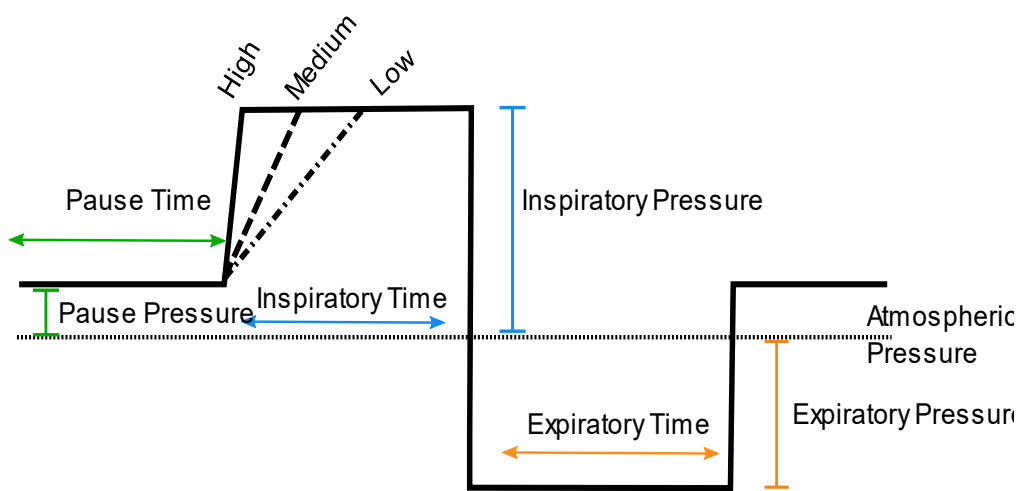 High
Medium
Low
Pause Time
Inspiratory Pressure
Inspiratory Time
Pause Pressure
Atmospheric
Pressure
Expiratory Pressure
Expiratory Time